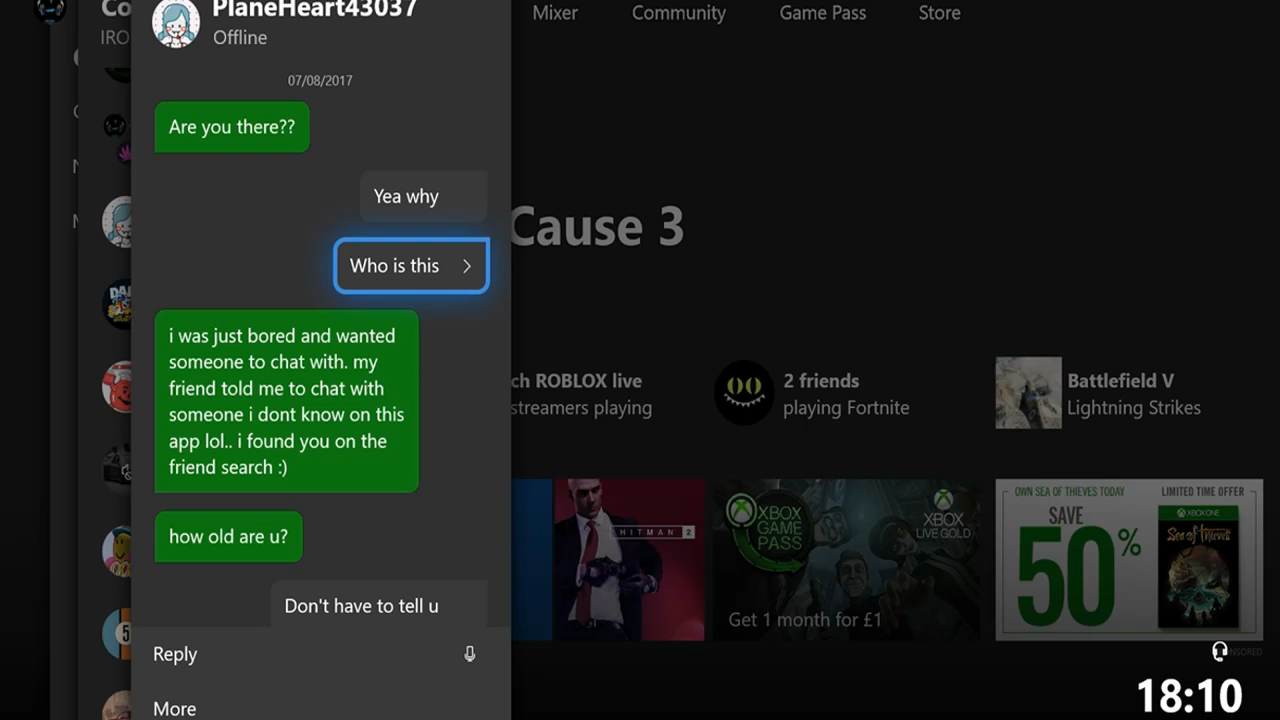 Co
PlaneHeart43037
Mixer
Community
Game Pass
Store
IRO
Offline
07/08/2017
Are you there??
Yea why
Who is this
Cause 3
i was just bored and wanted
someone to chat with. my
friend told me to chat with
someone i dont know on this
app lol.. i found you on the
friend search :)
how old are u?
Don't have to tell u
Reply
More
ch ROBLOX live
streamers playing
2 friends
playing Fortnite
Battlefield V
Lightning Strikes
HITMAN 2
XBOX
GAME
PASS
XBOX
LIVE GOLD
Get 1 month for £1
OWN SEA OF THIEVES TODAY
LIMITED TIME OFFER
SAVE
50%
XBOX ONE
Sea of Thieves
NSORED
18:10